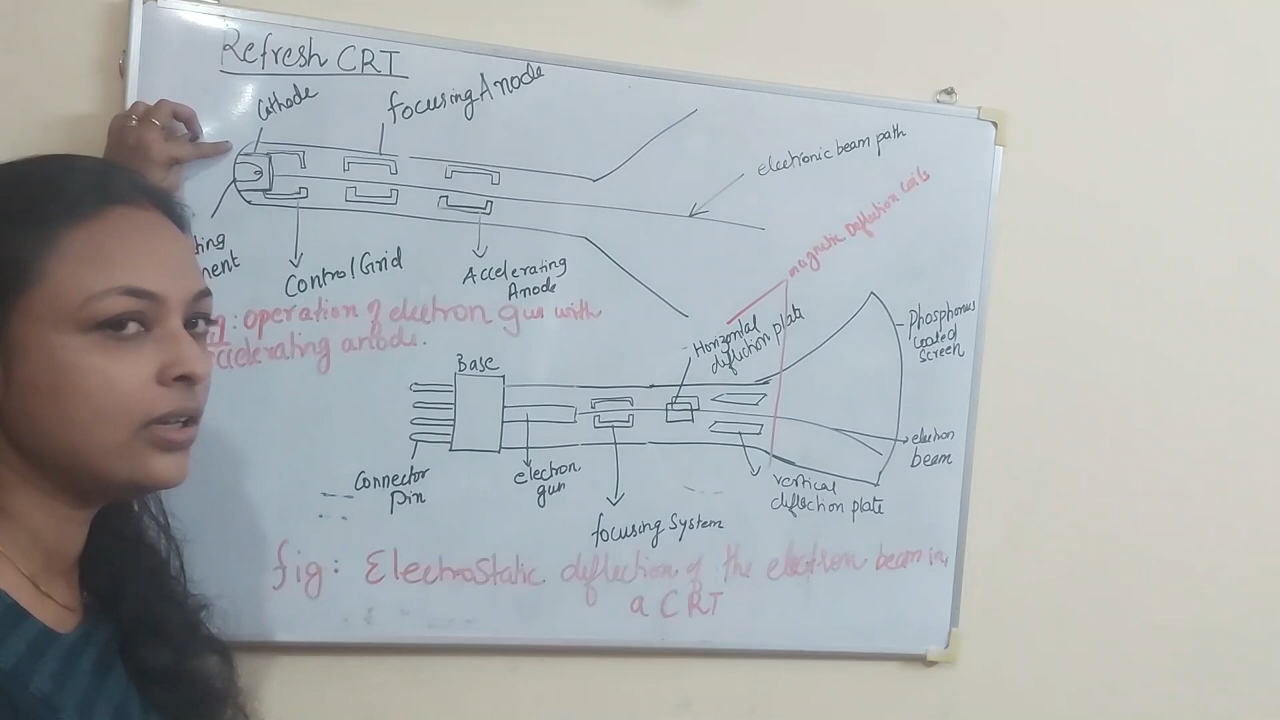 Refresh CRT
Cathode
focusing Anode
electronic beam path
magnetic Deflection coils
ting
ment
Control Grid
Accelerating
Anode
: operation of electron gun with
accelerating anode.
Horizontal
deflection plate
Phosphorus
coated
screen
Base
electron
beam
Connector
pin
electron
gun
vertical
deflection plate
focusing System
fig: Electrostatic deflection of the electron beam in
a CRT